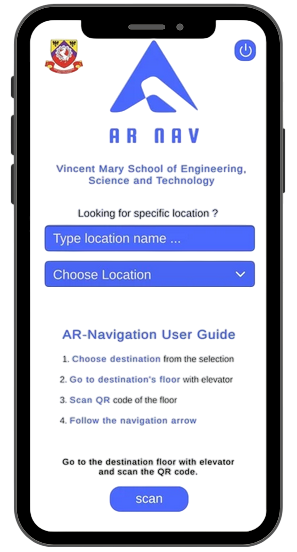 AR NAV
Vincent Mary School of Engineering,
Science and Technology
Looking for specific location ?
Type location name ...
Choose Location
AR-Navigation User Guide
1. Choose destination from the selection
2. Go to destination's floor with elevator
3. Scan QR code of the floor
4. Follow the navigation arrow
Go to the destination floor with elevator
and scan the QR code.
scan